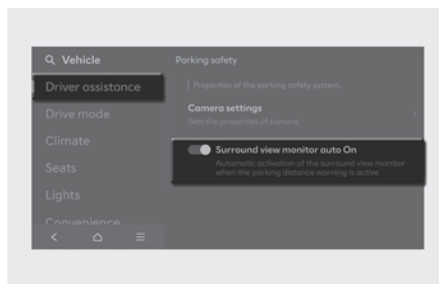 Vehicle
Driver assistance
Drive mode
Climate
Seats
Lights
Convenience
Parking safety
Properties of the parking safety system.
Camera settings
Sets the properties of camera.
Surround view monitor auto On
Automatic activation of the surround view monitor
when the parking distance warning is active